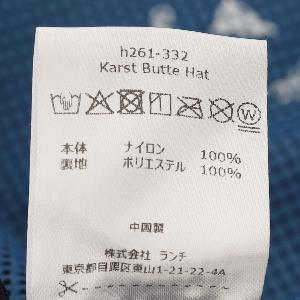 h261-332
Karst Butte Hat
本体 ナイロン 100%
裏地 ポリエステル 100%
中国製
株式会社 ランチ
東京都目黒区東山1-21-22-4A